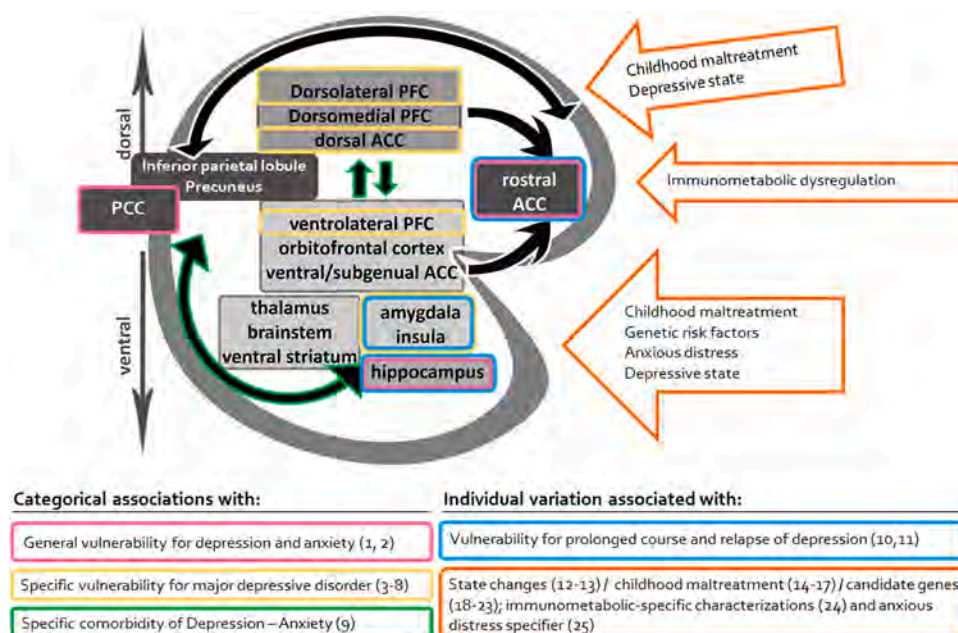 Childhood maltreatment
Depressive state
dorsal
Dorsolateral PFC
Dorsomedial PFC
dorsal ACC
Inferior parietal lobule
Precuneus
PCC
rostral
ACC
Immunometabolic dysregulation
ventrolateral PFC
orbitofrontal cortex
ventral/subgenual ACC
ventral
thalamus
brainstem
ventral striatum
amygdala
insula
hippocampus
Childhood maltreatment
Genetic risk factors
Anxious distress
Depressive state
Categorical associations with:
General vulnerability for depression and anxiety (1, 2)
Specific vulnerability for major depressive disorder (3-8)
Specific comorbidity of Depression – Anxiety (9)
Individual variation associated with:
Vulnerability for prolonged course and relapse of depression (10,11)
State changes (12-13) / childhood maltreatment (14-17) / candidate genes
(18-23); immunometabolic-specific characterizations (24) and anxious
distress specifier (25)